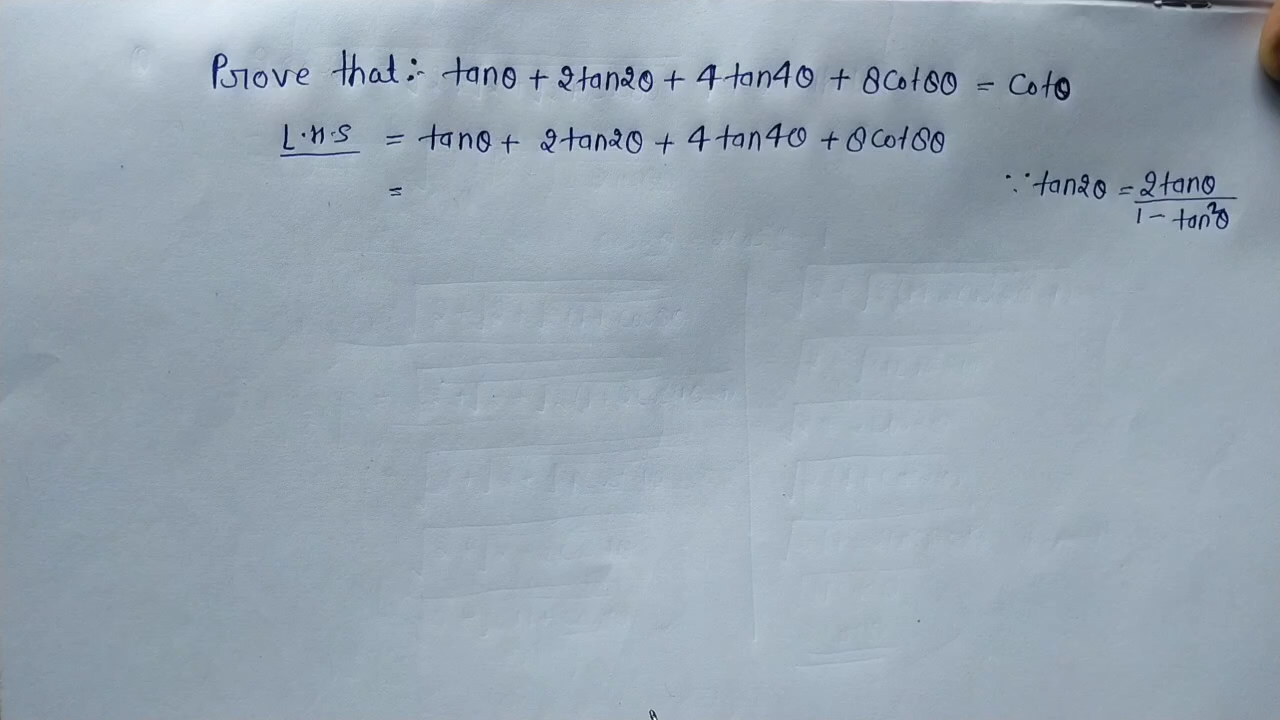 Prove that :- tanθ + 2tan2θ + 4tan4θ + 8cot8θ = cotθ
L.H.S = tanθ + 2tan2θ + 4tan4θ + 8cot8θ
= ∵ tan2θ = 2tanθ
1 - tan²θ